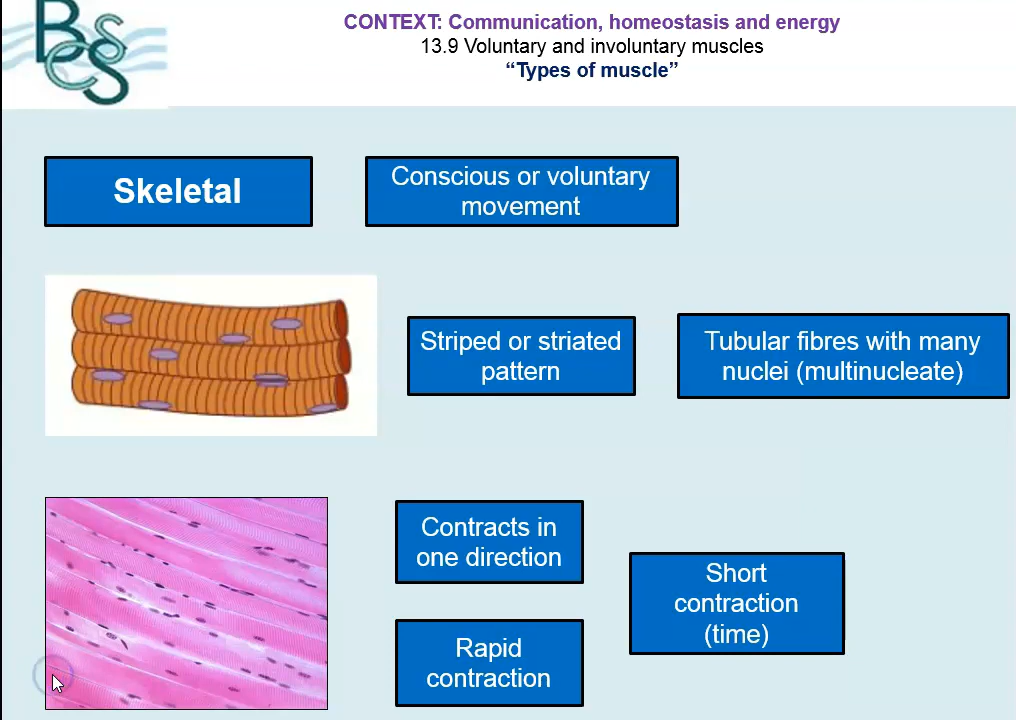 BCCSS
CONTEXT: Communication, homeostasis and energy
13.9 Voluntary and involuntary muscles
“Types of muscle”
Skeletal
Conscious or voluntary
movement
Striped or striated
pattern
Tubular fibres with many
nuclei (multinucleate)
Contracts in
one direction
Short
contraction
(time)
Rapid
contraction